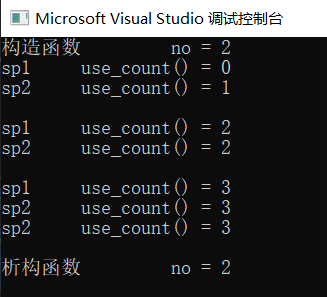 Microsoft Visual Studio 调试控制台
构造函数 no = 2
sp1 use_count() = 0
sp2 use_count() = 1
sp1 use_count() = 2
sp2 use_count() = 2
sp1 use_count() = 3
sp2 use_count() = 3
sp2 use_count() = 3
析构函数 no = 2